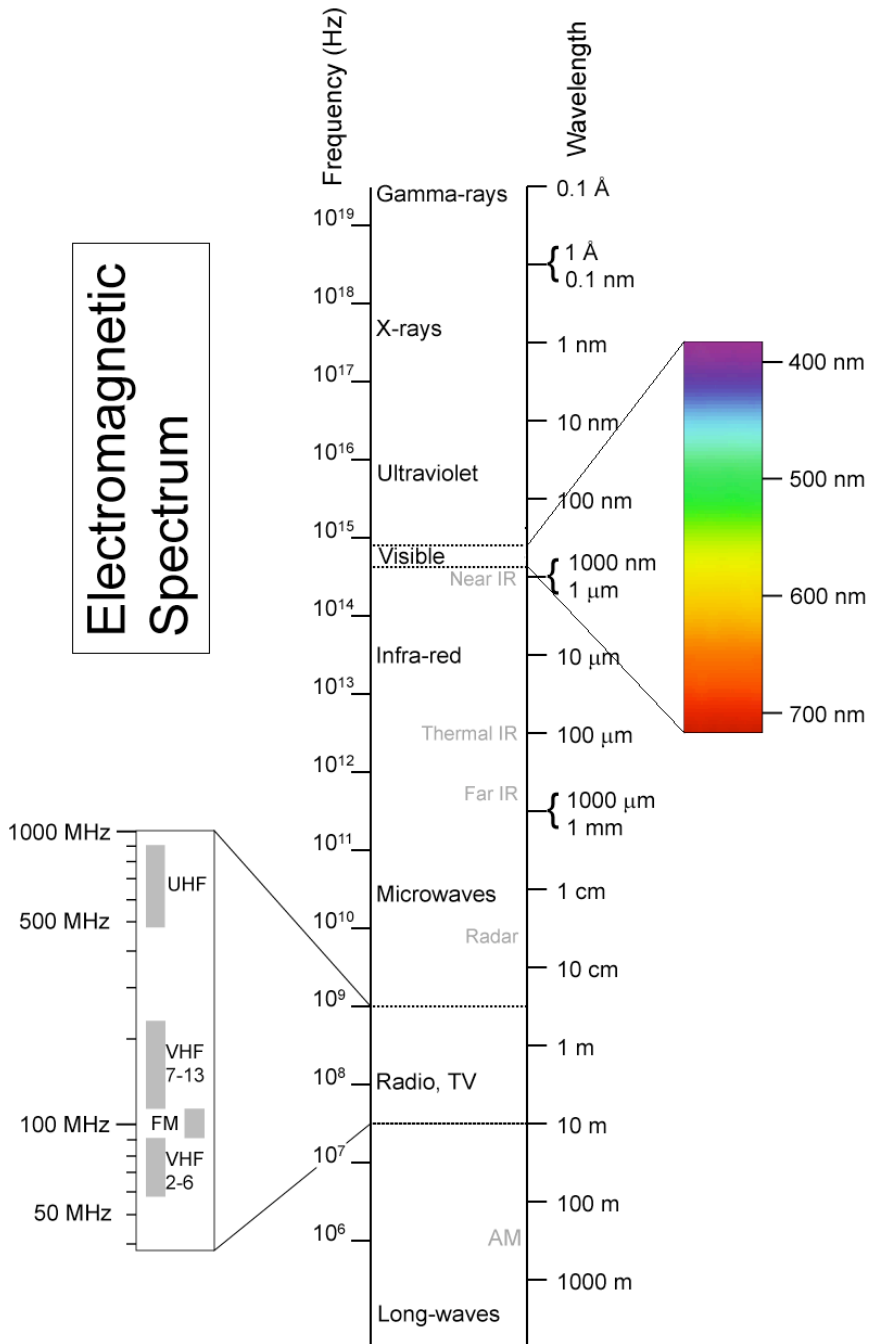 Electromagnetic
Spectrum
Frequency (Hz)
10¹⁹
10¹⁸
10¹⁷
10¹⁶
10¹⁵
10¹⁴
10¹³
10¹²
10¹¹
10¹⁰
10⁹
10⁸
10⁷
10⁶
Gamma-rays
X-rays
Ultraviolet
Visible
Near IR
Infra-red
Thermal IR
Far IR
Microwaves
Radar
Radio, TV
AM
Long-waves
Wavelength
0.1 Å
1 Å
0.1 nm
1 nm
10 nm
100 nm
1000 nm
1 μm
10 μm
100 μm
1000 μm
1 mm
1 cm
10 cm
1 m
10 m
100 m
1000 m
400 nm
500 nm
600 nm
700 nm
1000 MHz
500 MHz
100 MHz
50 MHz
UHF
VHF
7-13
FM
VHF
2-6